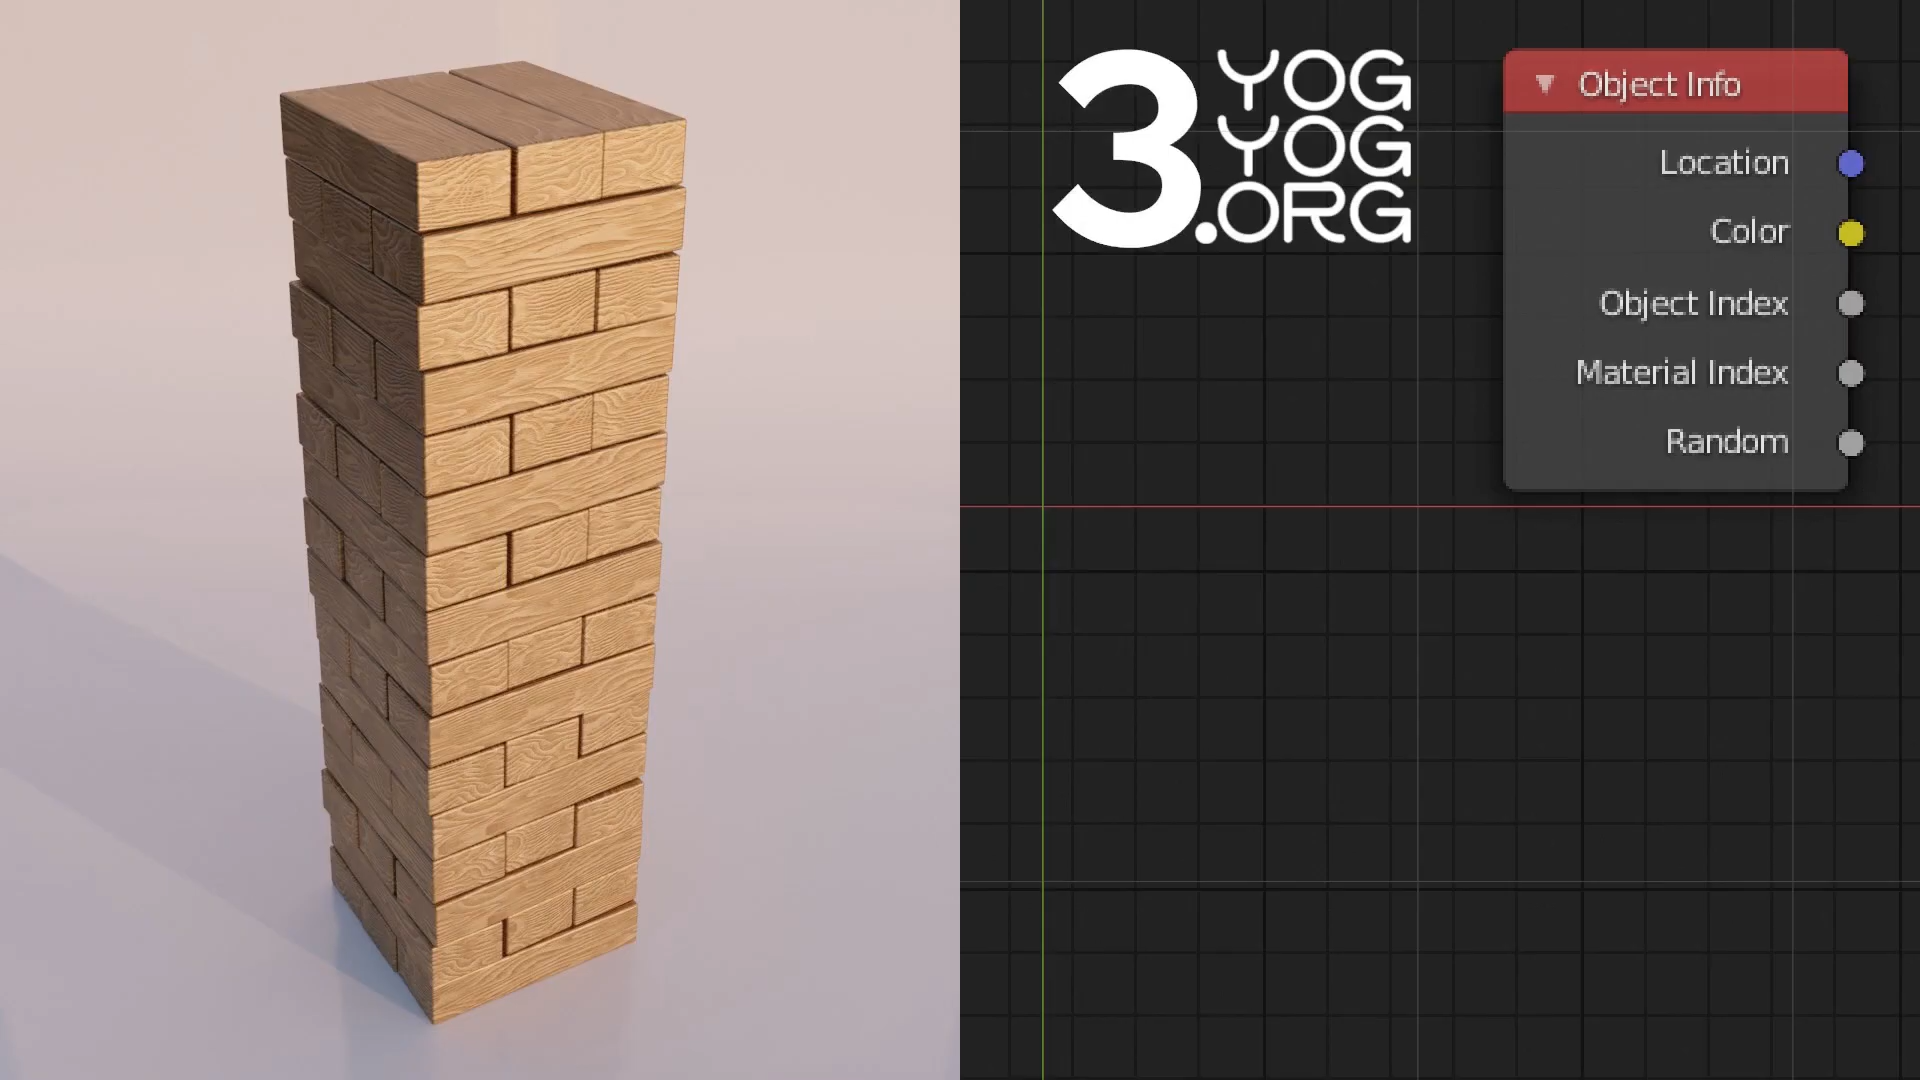 3.
YOG
YOG
ORG
Object Info
Location
Color
Object Index
Material Index
Random